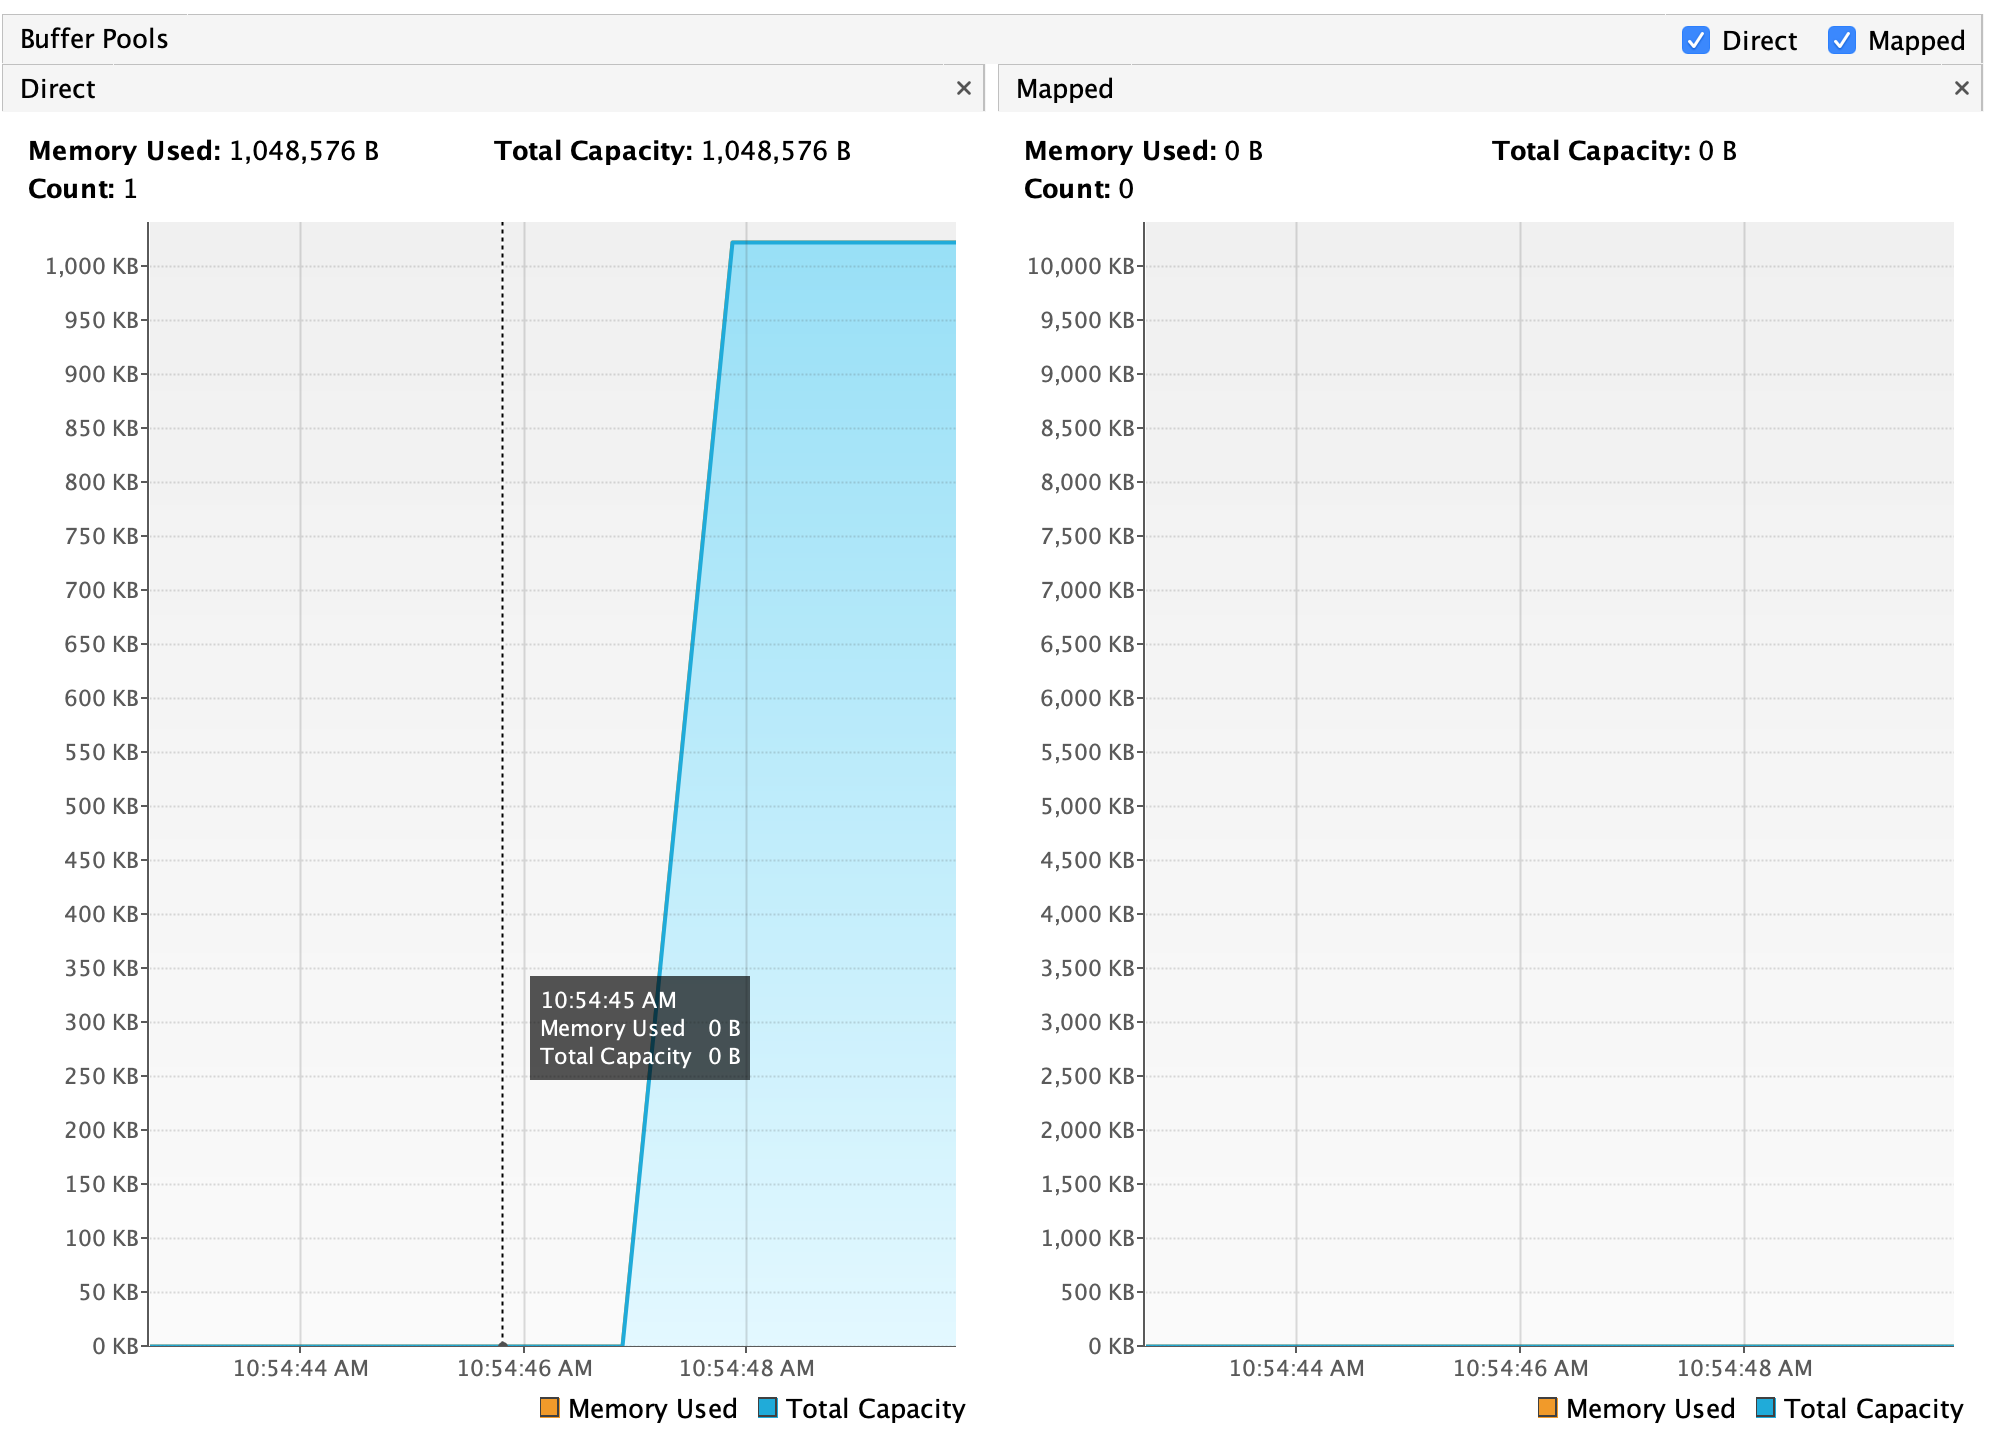 Buffer Pools Direct Mapped
Direct ×
Memory Used: 1,048,576 B Total Capacity: 1,048,576 B
Count: 1
1,000 KB
950 KB
900 KB
850 KB
800 KB
750 KB
700 KB
650 KB
600 KB
550 KB
500 KB
450 KB
400 KB
350 KB
300 KB
250 KB
200 KB
150 KB
100 KB
50 KB
0 KB
10:54:45 AM
Memory Used 0 B
Total Capacity 0 B
10:54:44 AM 10:54:46 AM 10:54:48 AM
Memory Used Total Capacity
Mapped ×
Memory Used: 0 B Total Capacity: 0 B
Count: 0
10,000 KB
9,500 KB
9,000 KB
8,500 KB
8,000 KB
7,500 KB
7,000 KB
6,500 KB
6,000 KB
5,500 KB
5,000 KB
4,500 KB
4,000 KB
3,500 KB
3,000 KB
2,500 KB
2,000 KB
1,500 KB
1,000 KB
500 KB
0 KB
10:54:44 AM 10:54:46 AM 10:54:48 AM
Memory Used Total Capacity